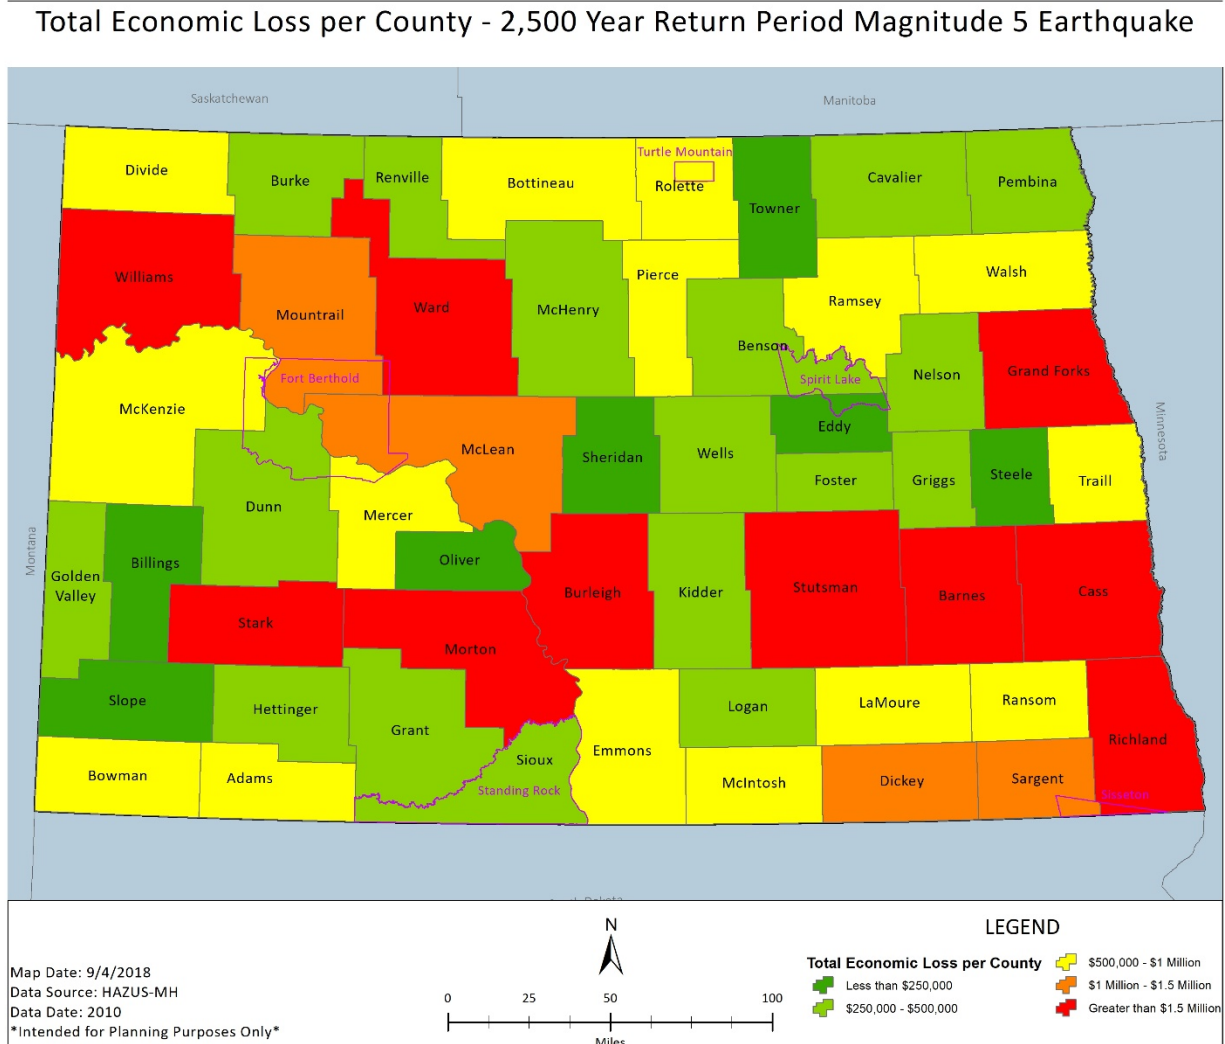 Total Economic Loss per County - 2,500 Year Return Period Magnitude 5 Earthquake
Saskatchewan
Manitoba
Divide
Burke
Renville
Bottineau
Turtle Mountain
Rolette
Towner
Cavalier
Pembina
Williams
Mountrail
Ward
McHenry
Pierce
Ramsey
Walsh
Benson
Spirit Lake
Nelson
Grand Forks
Fort Berthold
McKenzie
McLean
Sheridan
Wells
Eddy
Foster
Griggs
Steele
Traill
Minnesota
Montana
Dunn
Mercer
Golden
Valley
Billings
Oliver
Burleigh
Kidder
Stutsman
Barnes
Cass
Stark
Morton
Slope
Hettinger
Grant
Sioux
Standing Rock
Emmons
Logan
LaMoure
Ransom
Richland
Bowman
Adams
McIntosh
Dickey
Sargent
Sisseton
N
LEGEND
Total Economic Loss per County
Less than $250,000
$250,000 - $500,000
$500,000 - $1 Million
$1 Million - $1.5 Million
Greater than $1.5 Million
Map Date: 9/4/2018
Data Source: HAZUS-MH
Data Date: 2010
*Intended for Planning Purposes Only*
0 25 50 100
Miles